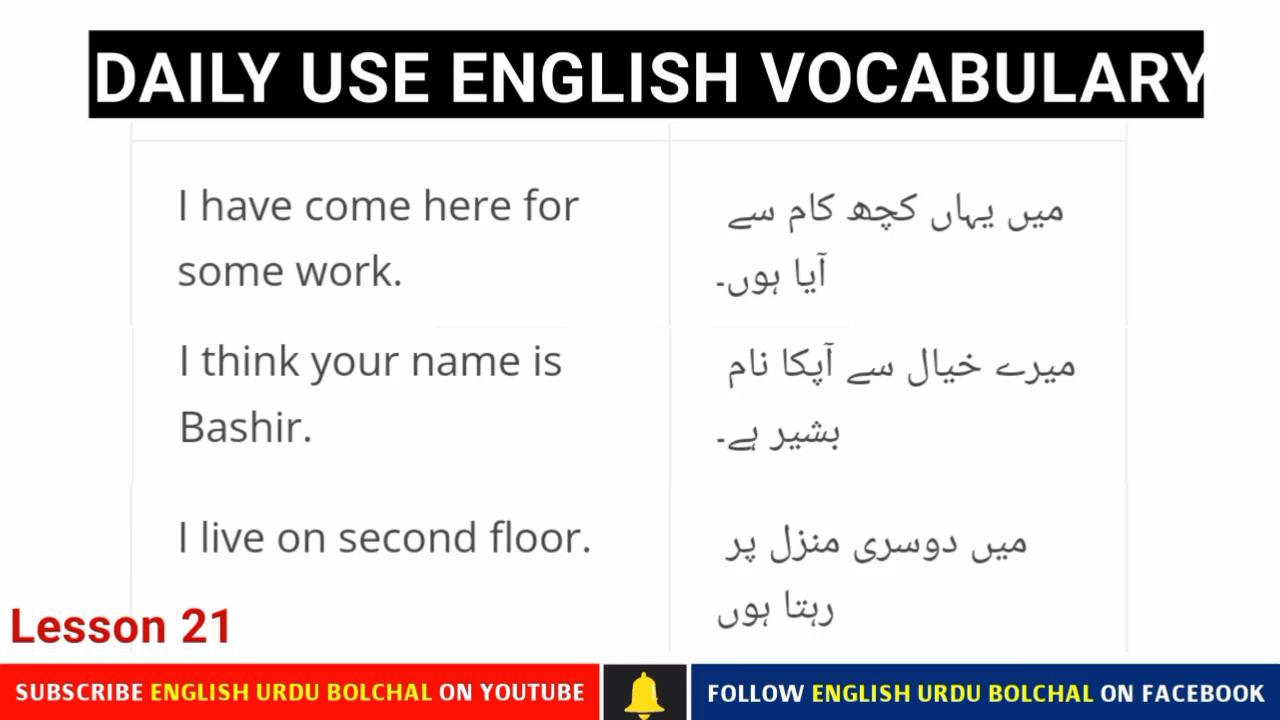 DAILY USE ENGLISH VOCABULARY
I have come here for
some work.
میں یہاں کچھ کام سے
آیا ہوں۔
I think your name is
Bashir.
میرے خیال سے آپکا نام
بشیر ہے۔
I live on second floor.
میں دوسری منزل پر
رہتا ہوں
Lesson 21
SUBSCRIBE ENGLISH URDU BOLCHAL ON YOUTUBE
FOLLOW ENGLISH URDU BOLCHAL ON FACEBOOK